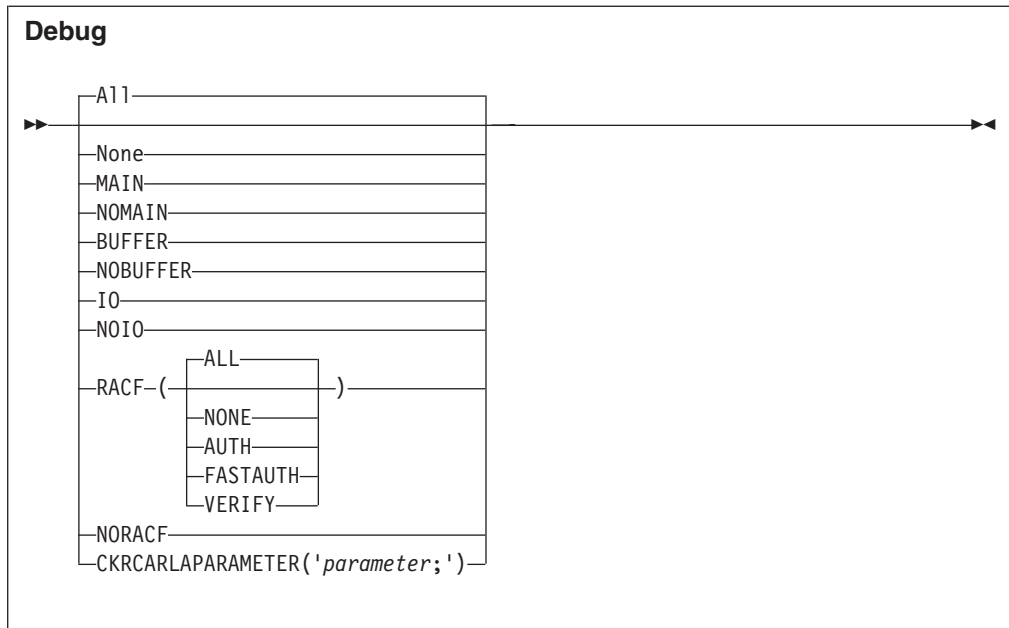 Debug
All
None
MAIN
NOMAIN
BUFFER
NOBUFFER
IO
NOIO
ALL
RACF ( )
NONE
AUTH
FASTAUTH
VERIFY
NORACF
CKRCARLAPARAMETER('parameter;')